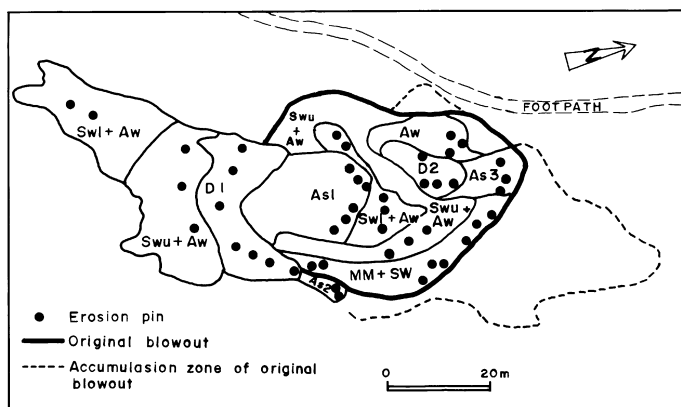 N
FOOTPATH
Swu
+
Aw
Aw
Swl + Aw
D2
As3
D1
As1
Swl + Aw
Swu +
Aw
Swu + Aw
MM + SW
As2
Erosion pin
Original blowout
Accumulasion zone of original
blowout
0 20m